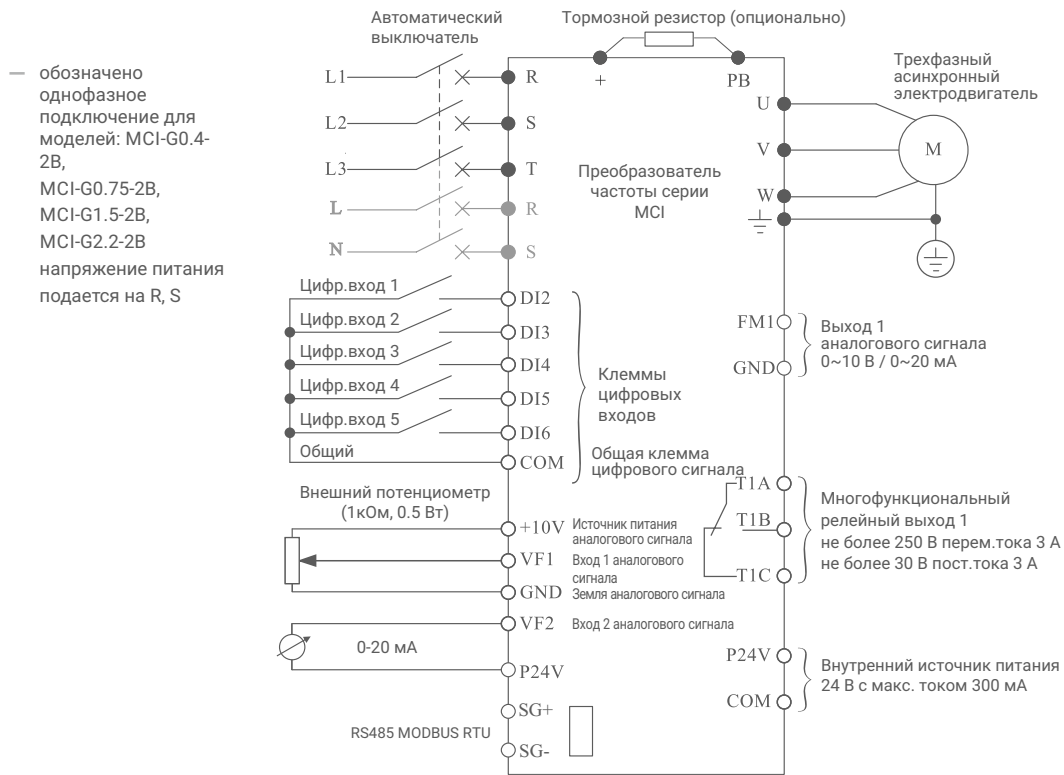 Автоматический
выключатель
Тормозной резистор (опционально)
— обозначено
однофазное
подключение для
моделей: MCI-G0.4-
2B,
MCI-G0.75-2B,
MCI-G1.5-2B,
MCI-G2.2-2B
напряжение питания
подается на R, S
L1
R
L2
S
L3
T
L
R
N
S
+
PB
Трехфазный
асинхронный
электродвигатель
U
V
W
M
Преобразователь
частоты серии
MCI
Цифр.вход 1
DI2
Цифр.вход 2
DI3
Цифр.вход 3
DI4
Цифр.вход 4
DI5
Цифр.вход 5
DI6
Общий
COM
Клеммы
цифровых
входов
Общая клемма
цифрового сигнала
FM1
GND
Выход 1
аналогового сигнала
0~10 В / 0~20 мА
Внешний потенциометр
(1кОм, 0.5 Вт)
+10V
Источник питания
аналогового сигнала
VF1
Вход 1 аналогового
сигнала
GND
Земля аналогового сигнала
VF2
Вход 2 аналогового сигнала
0-20 мА
P24V
T1A
T1B
T1C
Многофункциональный
релейный выход 1
не более 250 В перем.тока 3 А
не более 30 В пост.тока 3 А
P24V
COM
Внутренний источник питания
24 В с макс. током 300 мА
RS485 MODBUS RTU
SG+
SG-